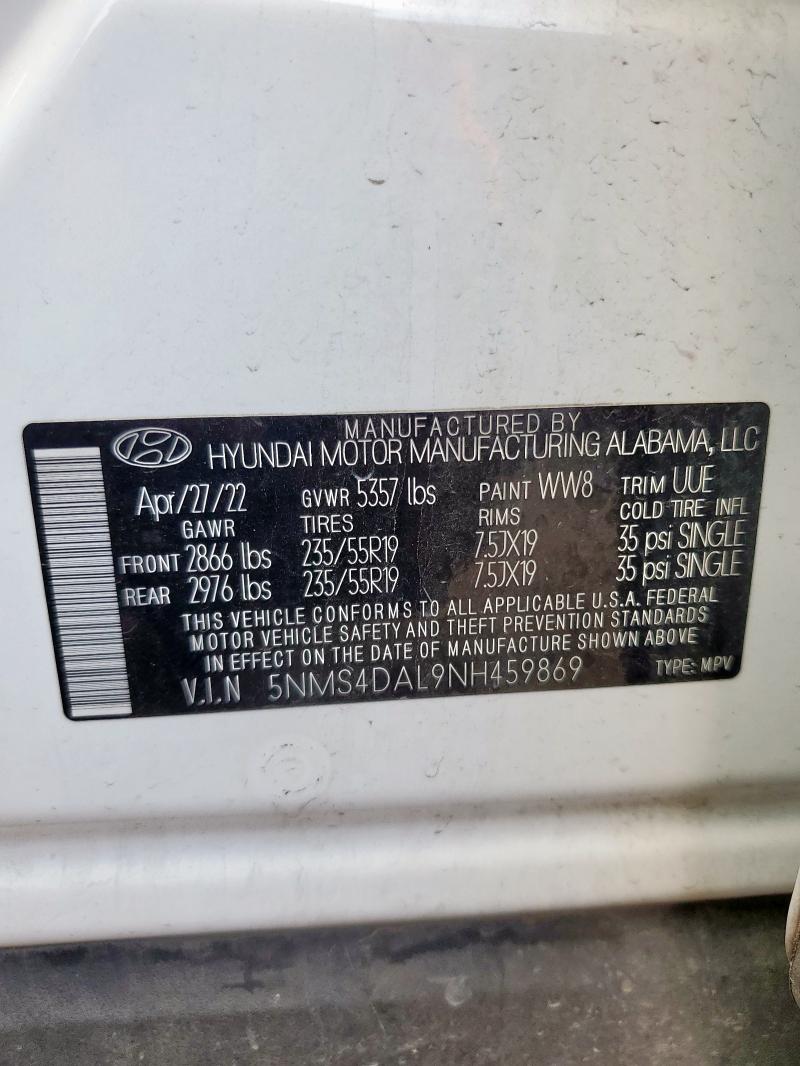 MANUFACTURED BY
HYUNDAI MOTOR MANUFACTURING ALABAMA, LLC
Apr/27/22 GVWR 5357 lbs PAINT WW8 TRIM UUE
GAWR TIRES RIMS COLD TIRE INFL
FRONT 2866 lbs 235/55R19 7.5JX19 35 psi SINGLE
REAR 2976 lbs 235/55R19 7.5JX19 35 psi SINGLE
THIS VEHICLE CONFORMS TO ALL APPLICABLE U.S.A. FEDERAL
MOTOR VEHICLE SAFETY AND THEFT PREVENTION STANDARDS
IN EFFECT ON THE DATE OF MANUFACTURE SHOWN ABOVE
V.I.N 5NMS4DAL9NH459869 TYPE: MPV